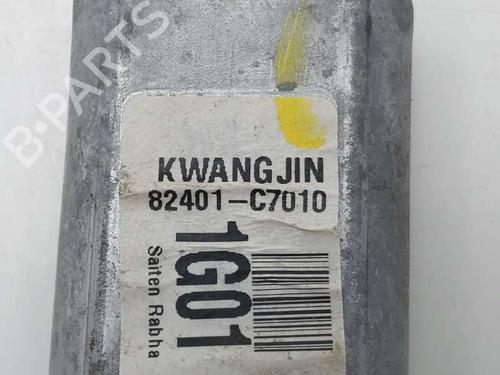 B-PARTS
KWANGJIN
82401-C7010
1G01
Saiten Rabha